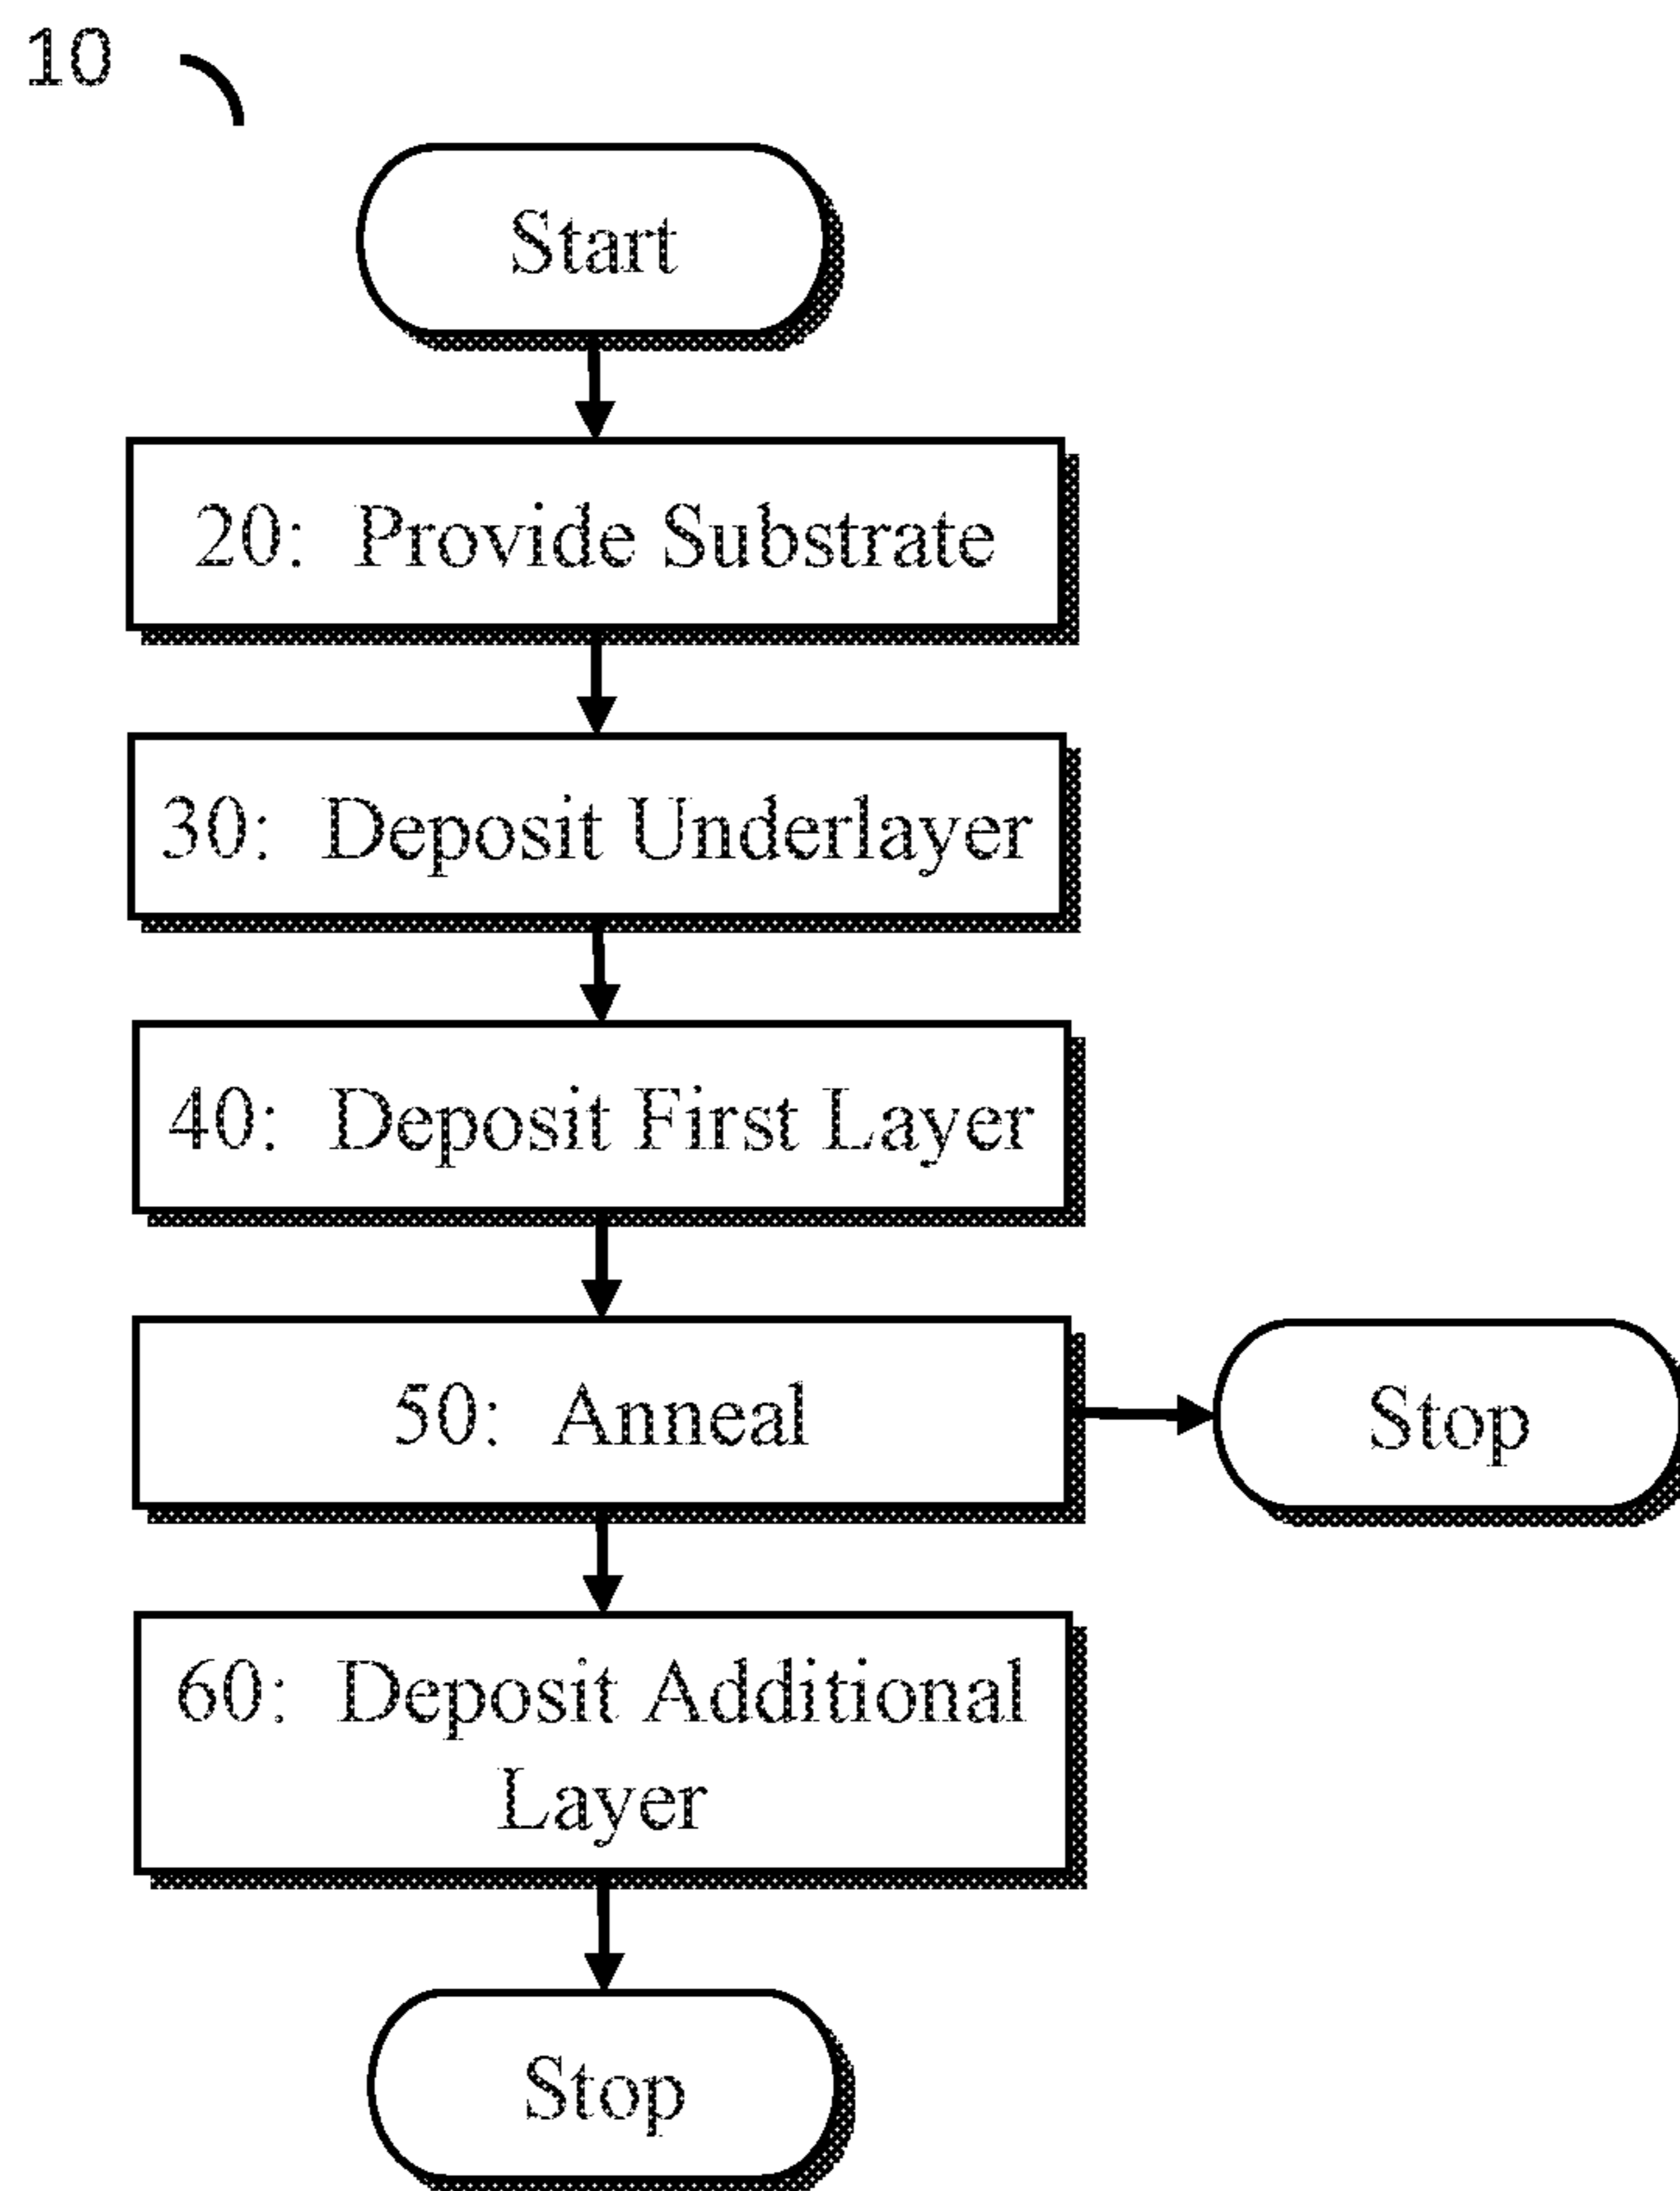 10
Start
20: Provide Substrate
30: Deposit Underlayer
40: Deposit First Layer
50: Anneal
Stop
60: Deposit Additional
Layer
Stop